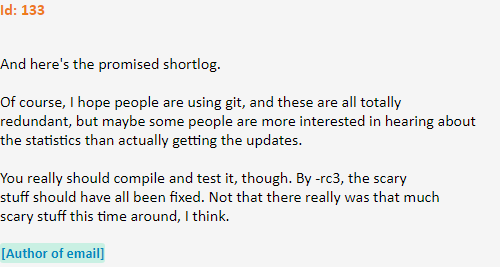 Id: 133
And here's the promised shortlog.
Of course, I hope people are using git, and these are all totally
redundant, but maybe some people are more interested in hearing about
the statistics than actually getting the updates.
You really should compile and test it, though. By -rc3, the scary
stuff should have all been fixed. Not that there really was that much
scary stuff this time around, I think.
[Author of email]